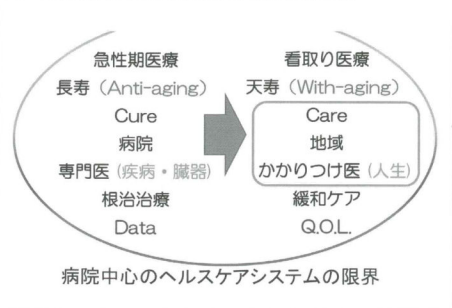 急性期医療
長寿（Anti-aging）
Cure
病院
専門医（疾病・臓器）
根治治療
Data
看取り医療
天寿（With-aging）
Care
地域
かかりつけ医（人生）
緩和ケア
Q.O.L.
病院中心のヘルスケアシステムの限界